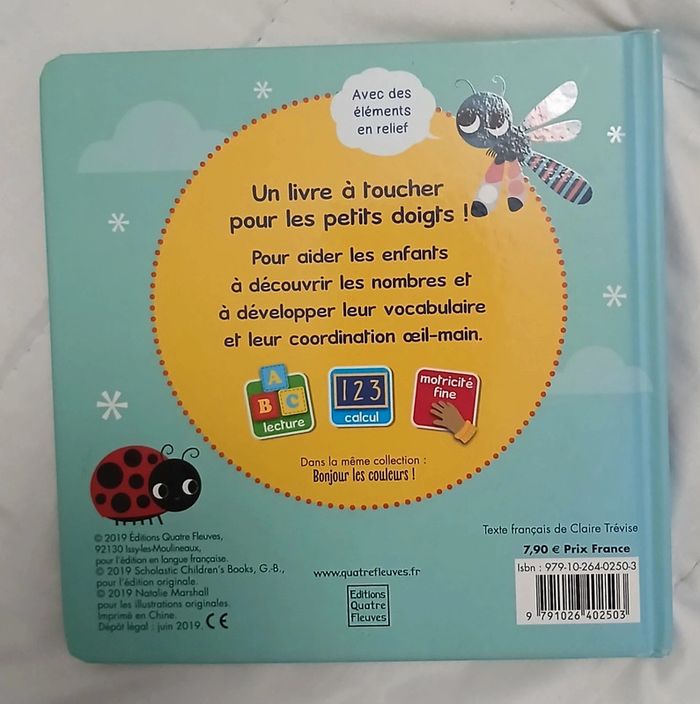 Avec des
éléments
en relief
Un livre à toucher
pour les petits doigts !
Pour aider les enfants
à découvrir les nombres et
à développer leur vocabulaire
et leur coordination œil-main.
A
B C
lecture
1 2 3
calcul
motricité
fine
Dans la même collection :
Bonjour les couleurs !
© 2019 Éditions Quatre Fleuves,
92130 Issy-les-Moulineaux,
pour l'édition en langue française.
© 2019 Scholastic Children's Books, G.-B.,
pour l'édition originale.
© 2019 Natalie Marshall
pour les illustrations originales.
Imprimé en Chine.
Dépôt légal : juin 2019. CE
www.quatrefleuves.fr
Editions
Quatre
Fleuves
Texte français de Claire Trévise
7,90 € Prix France
Isbn : 979-10-264-0250-3
9 791026 402503